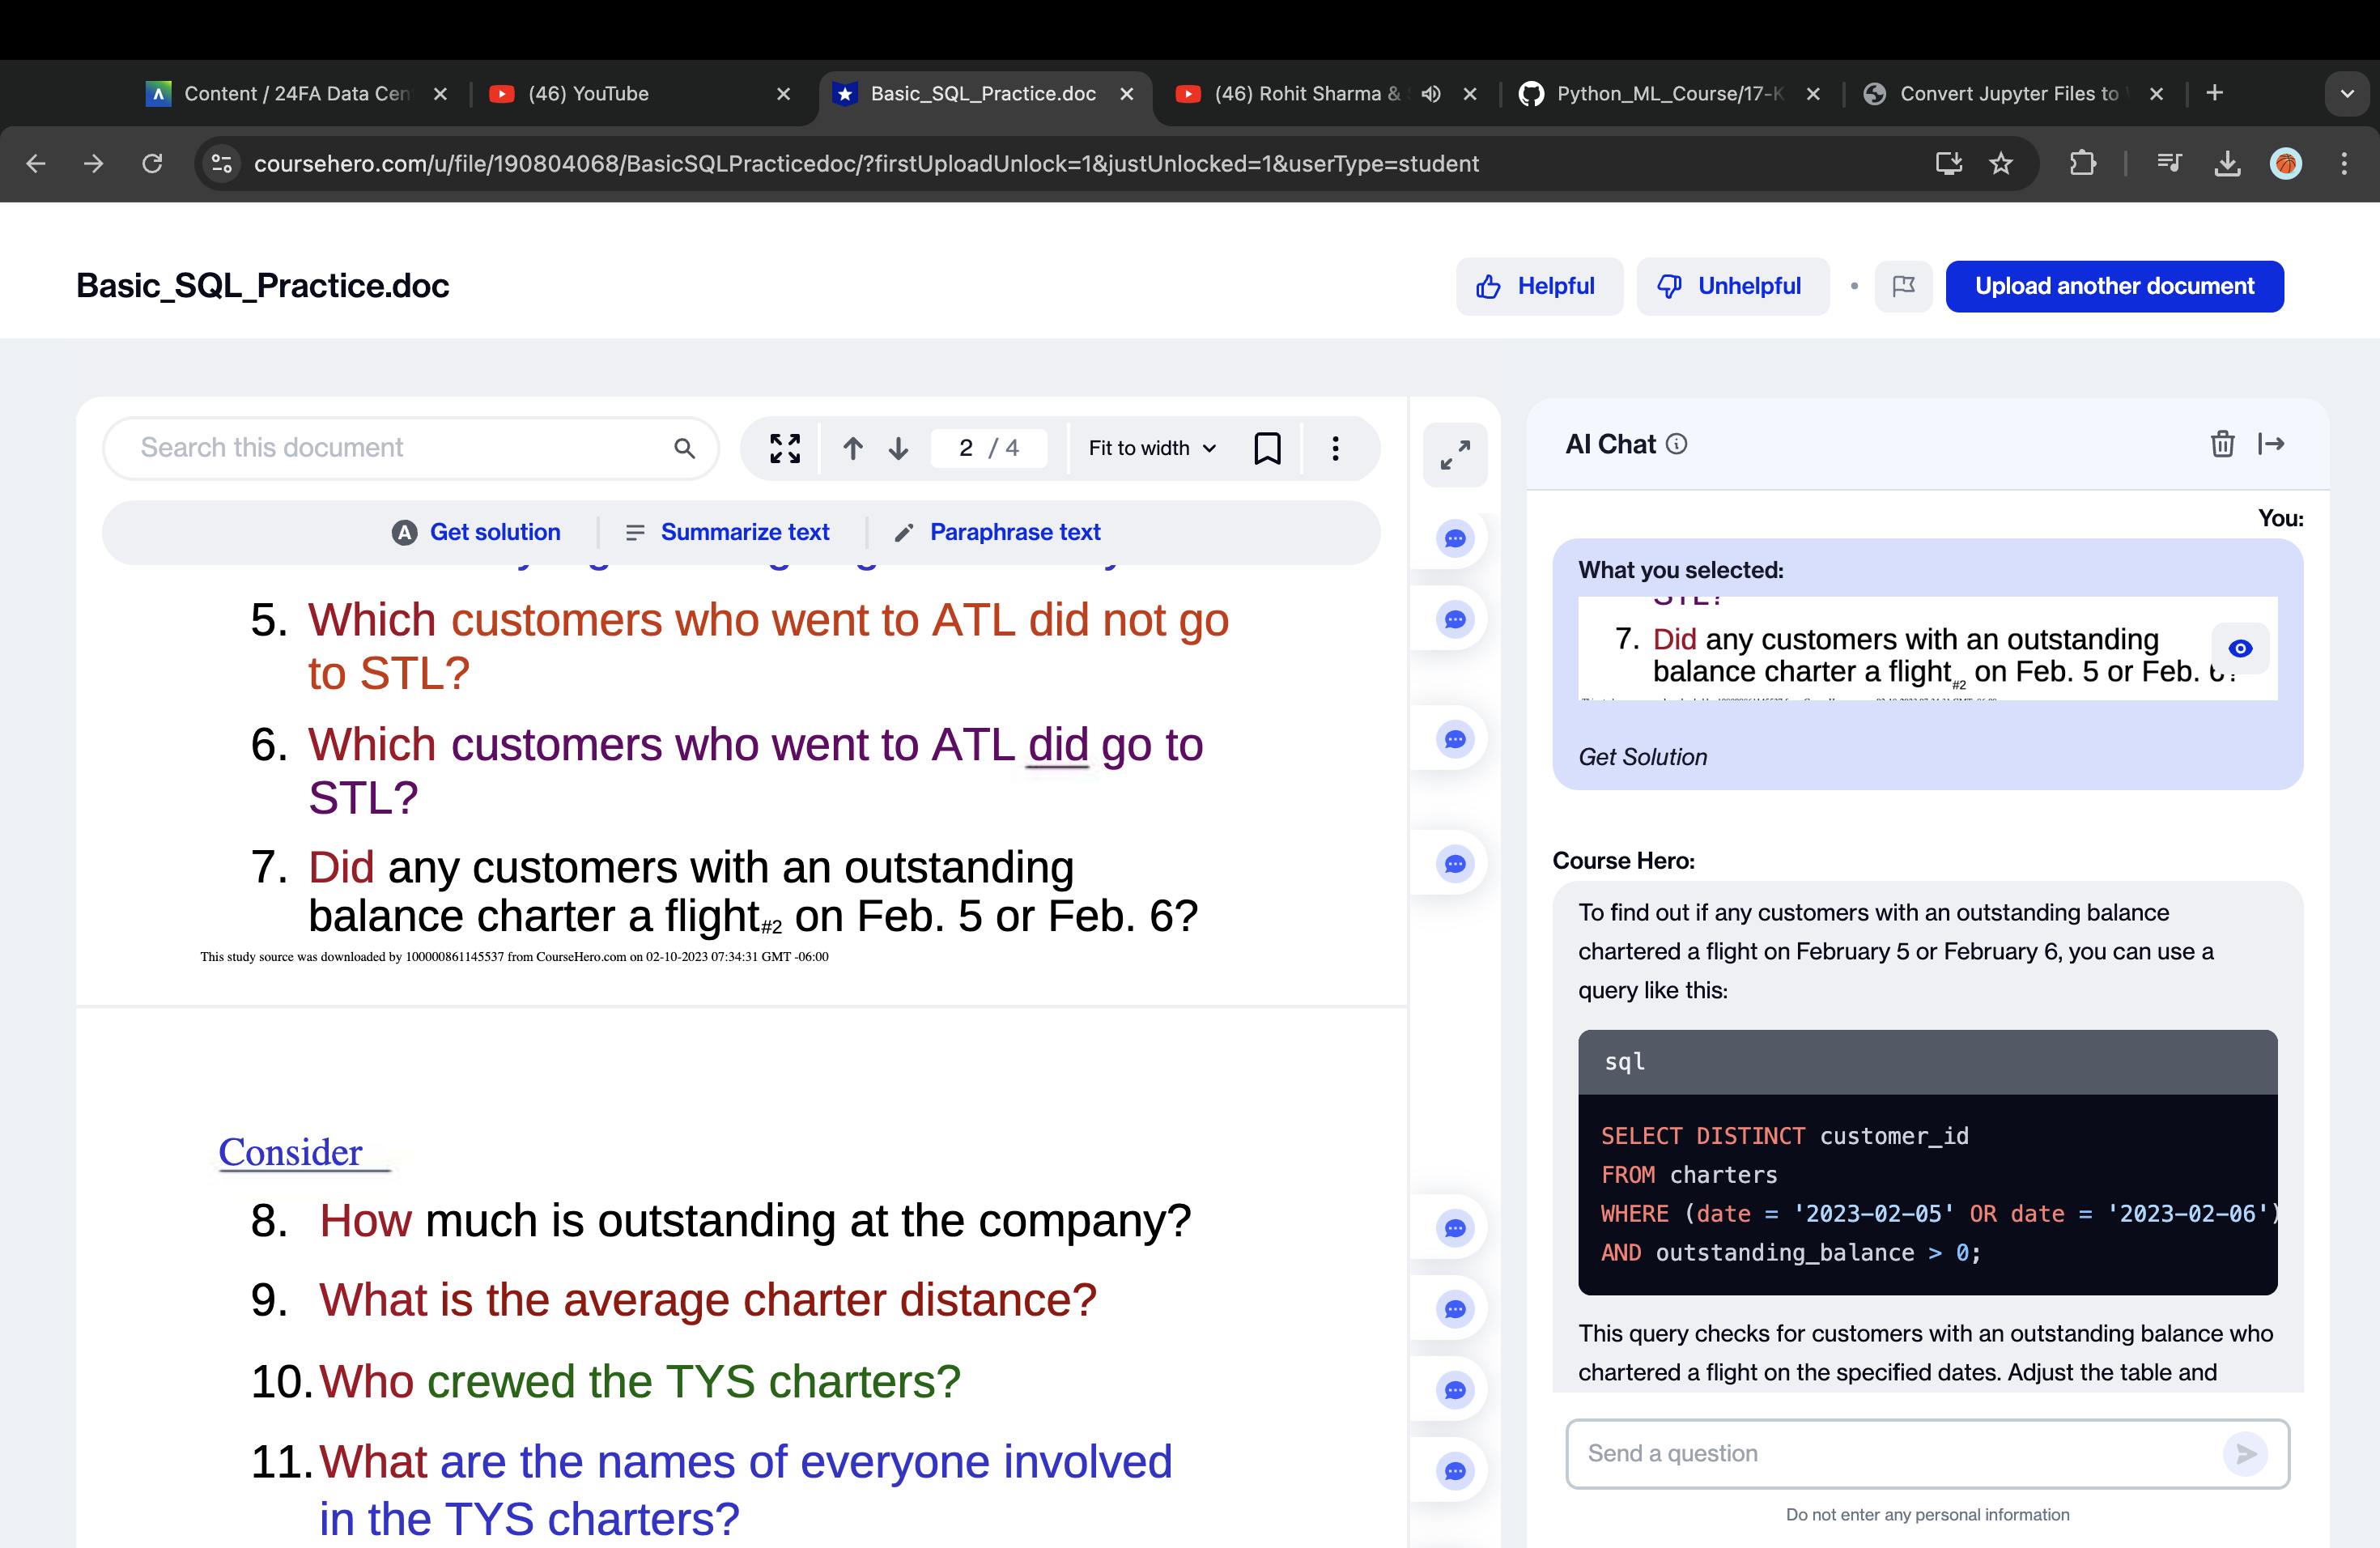 Content / 24FA Data Cen
(46) YouTube
Basic_SQL_Practice.doc
(46) Rohit Sharma &
Python_ML_Course/17-K
Convert Jupyter Files to
coursehero.com/u/file/190804068/BasicSQLPracticedoc/?firstUploadUnlock=1&justUnlocked=1&userType=student
Basic_SQL_Practice.doc
Helpful
Unhelpful
Upload another document
Search this document
2 / 4
Fit to width
A Get solution
Summarize text
Paraphrase text
5. Which customers who went to ATL did not go
to STL?
6. Which customers who went to ATL did go to
STL?
7. Did any customers with an outstanding
balance charter a flight#2 on Feb. 5 or Feb. 6?
This study source was downloaded by 100000861145537 from CourseHero.com on 02-10-2023 07:34:31 GMT -06:00
Consider
8. How much is outstanding at the company?
9. What is the average charter distance?
10. Who crewed the TYS charters?
11. What are the names of everyone involved
in the TYS charters?
AI Chat
You:
What you selected:
STL?
7. Did any customers with an outstanding
balance charter a flight#2 on Feb. 5 or Feb. 6?
Get Solution
Course Hero:
To find out if any customers with an outstanding balance
chartered a flight on February 5 or February 6, you can use a
query like this:
sql
SELECT DISTINCT customer_id
FROM charters
WHERE (date = '2023-02-05' OR date = '2023-02-06')
AND outstanding_balance > 0;
This query checks for customers with an outstanding balance who
chartered a flight on the specified dates. Adjust the table and
Send a question
Do not enter any personal information